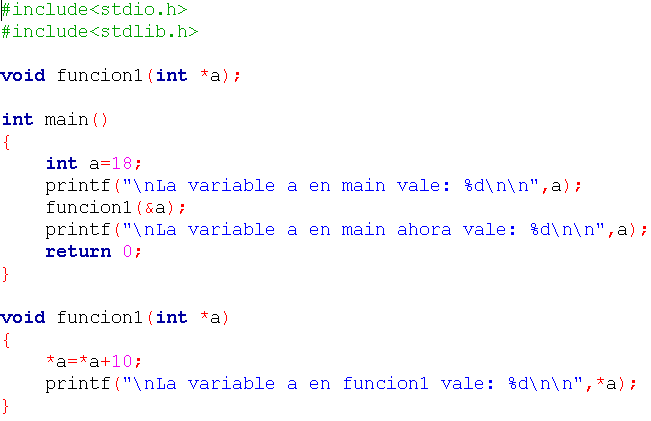 #include<stdio.h>
#include<stdlib.h>
void funcion1(int *a);
int main()
{
    int a=18;
    printf("\nLa variable a en main vale: %d\n\n",a);
    funcion1(&a);
    printf("\nLa variable a en main ahora vale: %d\n\n",a);
    return 0;
}
void funcion1(int *a)
{
    *a=*a+10;
    printf("\nLa variable a en funcion1 vale: %d\n\n",*a);
}